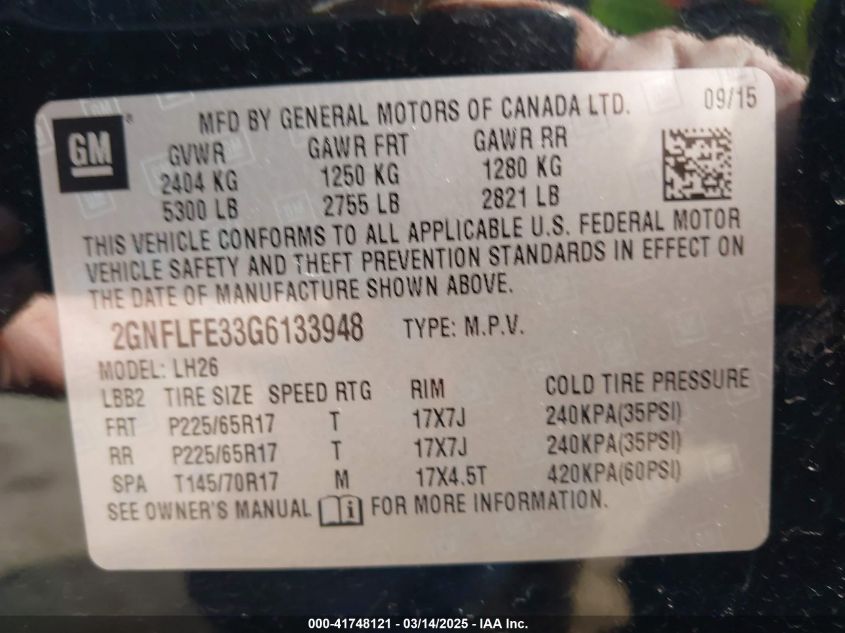 GM ®
MFD BY GENERAL MOTORS OF CANADA LTD. 09/15
GVWR GAWR FRT GAWR RR
2404 KG 1250 KG 1280 KG
5300 LB 2755 LB 2821 LB
THIS VEHICLE CONFORMS TO ALL APPLICABLE U.S. FEDERAL MOTOR
VEHICLE SAFETY AND THEFT PREVENTION STANDARDS IN EFFECT ON
THE DATE OF MANUFACTURE SHOWN ABOVE.
2GNFLFE33G6133948 TYPE: M.P.V.
MODEL: LH26
LBB2 TIRE SIZE SPEED RTG RIM COLD TIRE PRESSURE
FRT P225/65R17 T 17X7J 240KPA(35PSI)
RR P225/65R17 T 17X7J 240KPA(35PSI)
SPA T145/70R17 M 17X4.5T 420KPA(60PSI)
SEE OWNER'S MANUAL i FOR MORE INFORMATION.
000-41748121 - 03/14/2025 - IAA Inc.